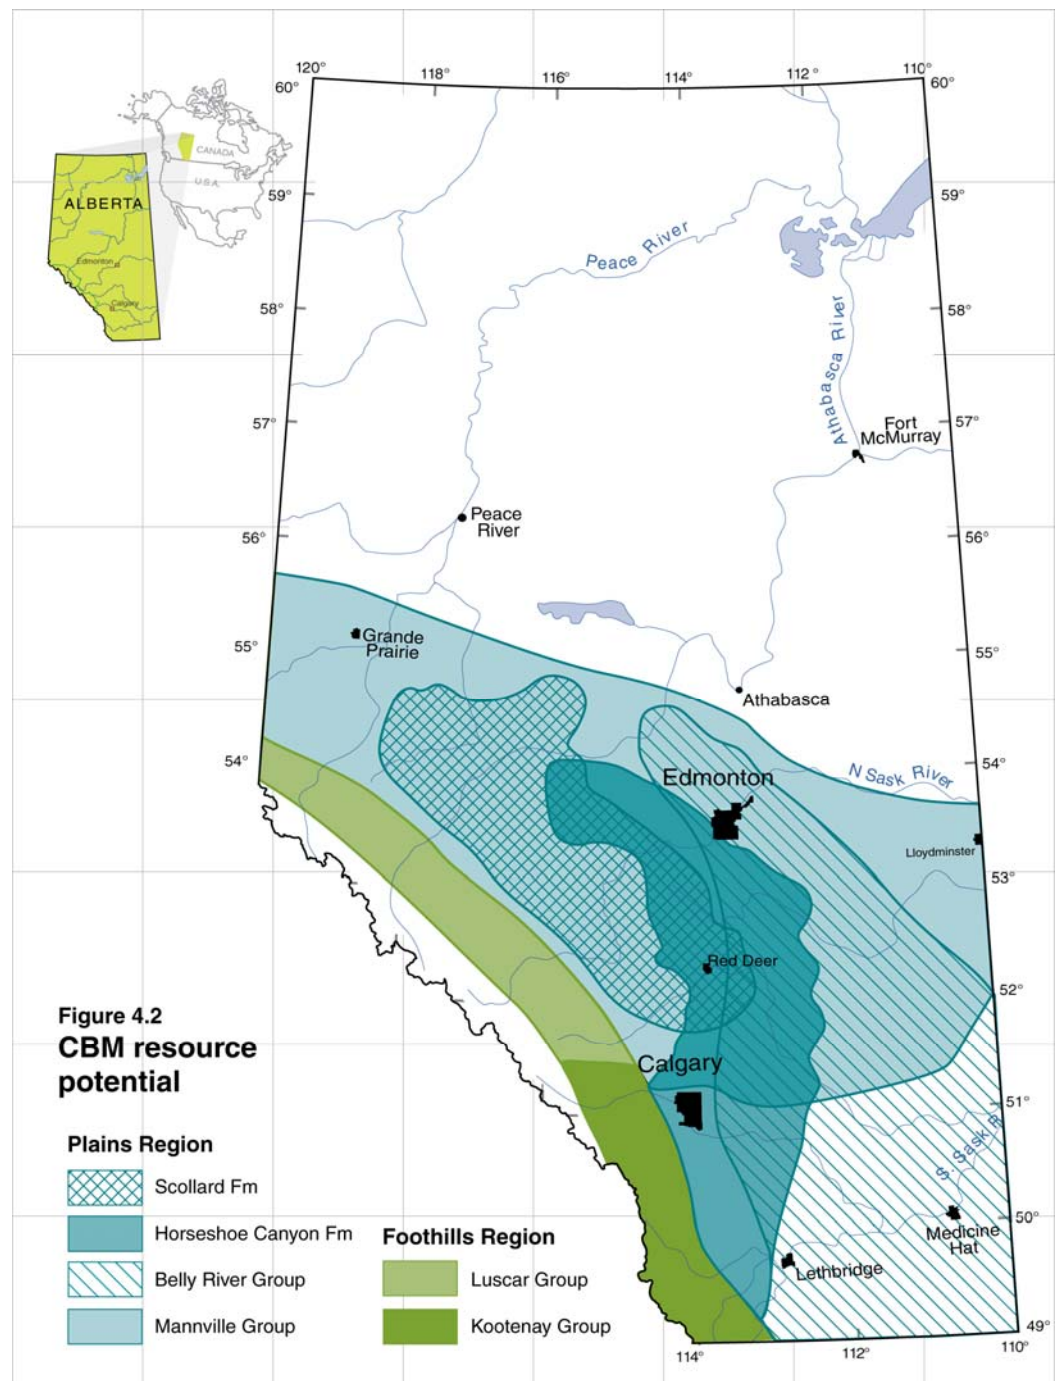 120°
118°
116°
114°
112°
110°
60°
60°
CANADA
U.S.A.
ALBERTA
Edmonton
Calgary
59°
59°
Peace River
58°
58°
Athabasca River
57°
57°
Fort
McMurray
Peace
River
56°
56°
55°
55°
Grande
Prairie
Athabasca
54°
54°
N Sask River
Edmonton
Lloydminster
53°
Red Deer
52°
Figure 4.2
CBM resource
potential
Calgary
51°
S. Sask R
Plains Region
Scollard Fm
Horseshoe Canyon Fm
Belly River Group
Mannville Group
Foothills Region
Luscar Group
Kootenay Group
50°
Medicine
Hat
Lethbridge
49°
114°
112°
110°